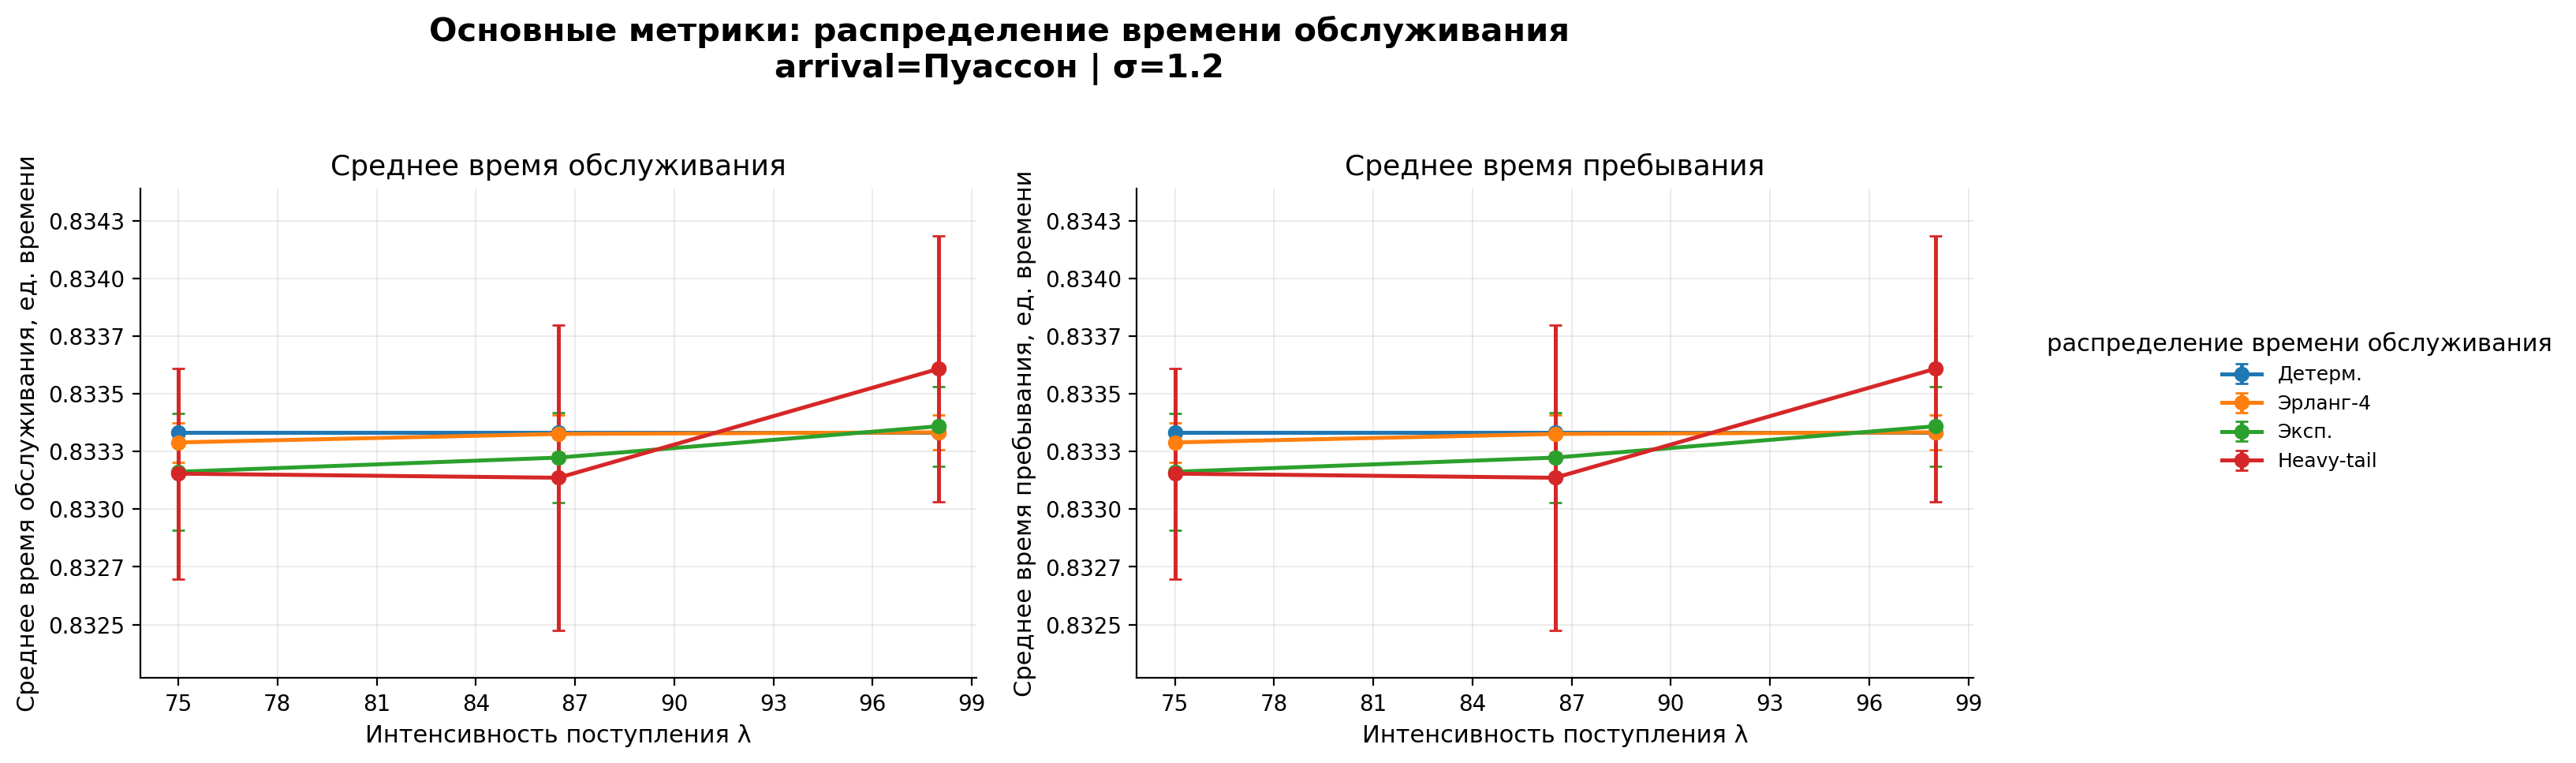 Основные метрики: распределение времени обслуживания
arrival=Пуассон | σ=1.2
Среднее время обслуживания
Среднее время обслуживания, ед. времени
0.8343
0.8340
0.8337
0.8335
0.8333
0.8330
0.8327
0.8325
75 78 81 84 87 90 93 96 99
Интенсивность поступления λ
Среднее время пребывания
Среднее время пребывания, ед. времени
0.8343
0.8340
0.8337
0.8335
0.8333
0.8330
0.8327
0.8325
75 78 81 84 87 90 93 96 99
Интенсивность поступления λ
распределение времени обслуживания
Детерм.
Эрланг-4
Эксп.
Heavy-tail